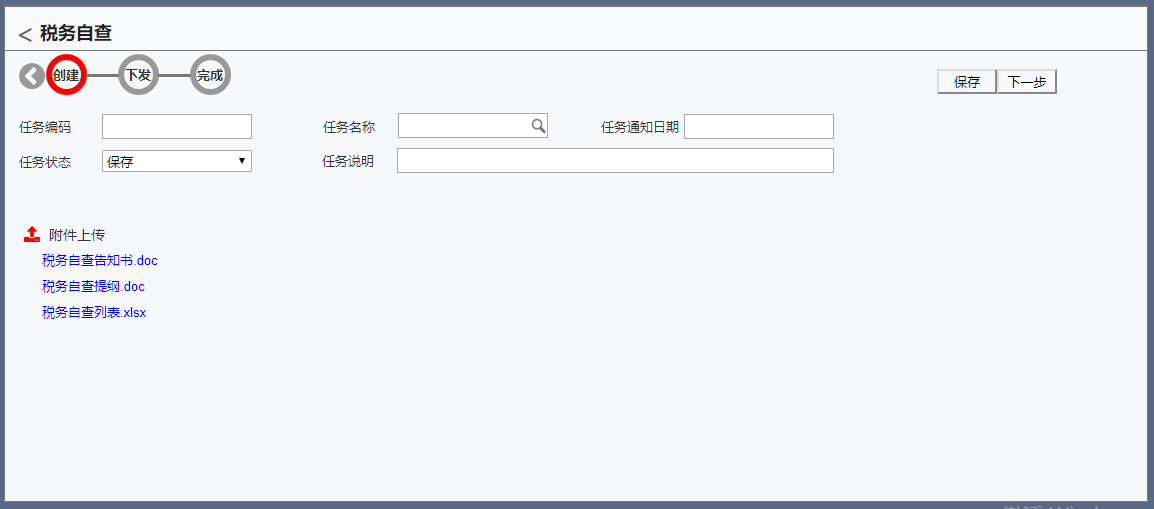 < 税务自查
创建 下发 完成
保存 下一步
任务编码 任务名称 任务通知日期
任务状态 保存 任务说明
附件上传
税务自查告知书.doc
税务自查提纲.doc
税务自查列表.xlsx